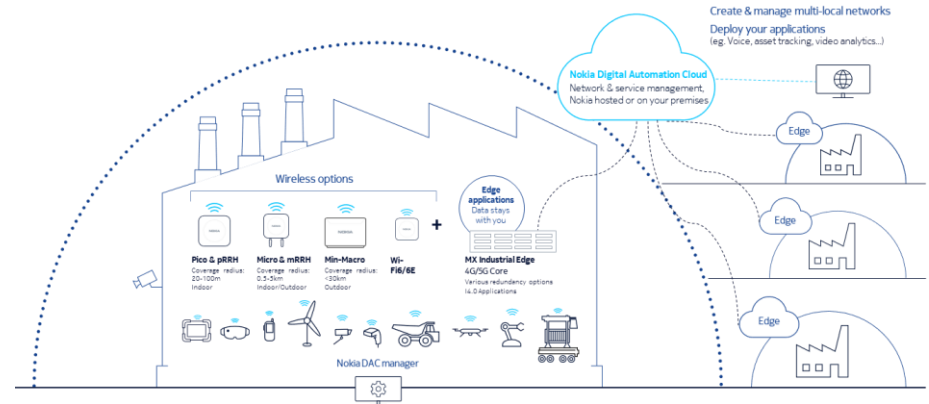 Create & manage multi-local networks
Deploy your applications
(eg. Voice, asset tracking, video analytics...)
Nokia Digital Automation Cloud
Network & service management,
Nokia hosted or on your premises
Edge
Edge
Edge
Wireless options
Edge
applications
Data stays
with you
+
NOKIA
Pico & pRRH
Coverage radius:
20-100m
Indoor
Micro & mRRH
Coverage radius:
0.5-5km
Indoor/Outdoor
Min-Macro
Coverage radius:
<30km
Outdoor
Wi-
Fi6/6E
MX Industrial Edge
4G/5G Core
Various redundency options
I4.0 Applications
Nokia DAC manager